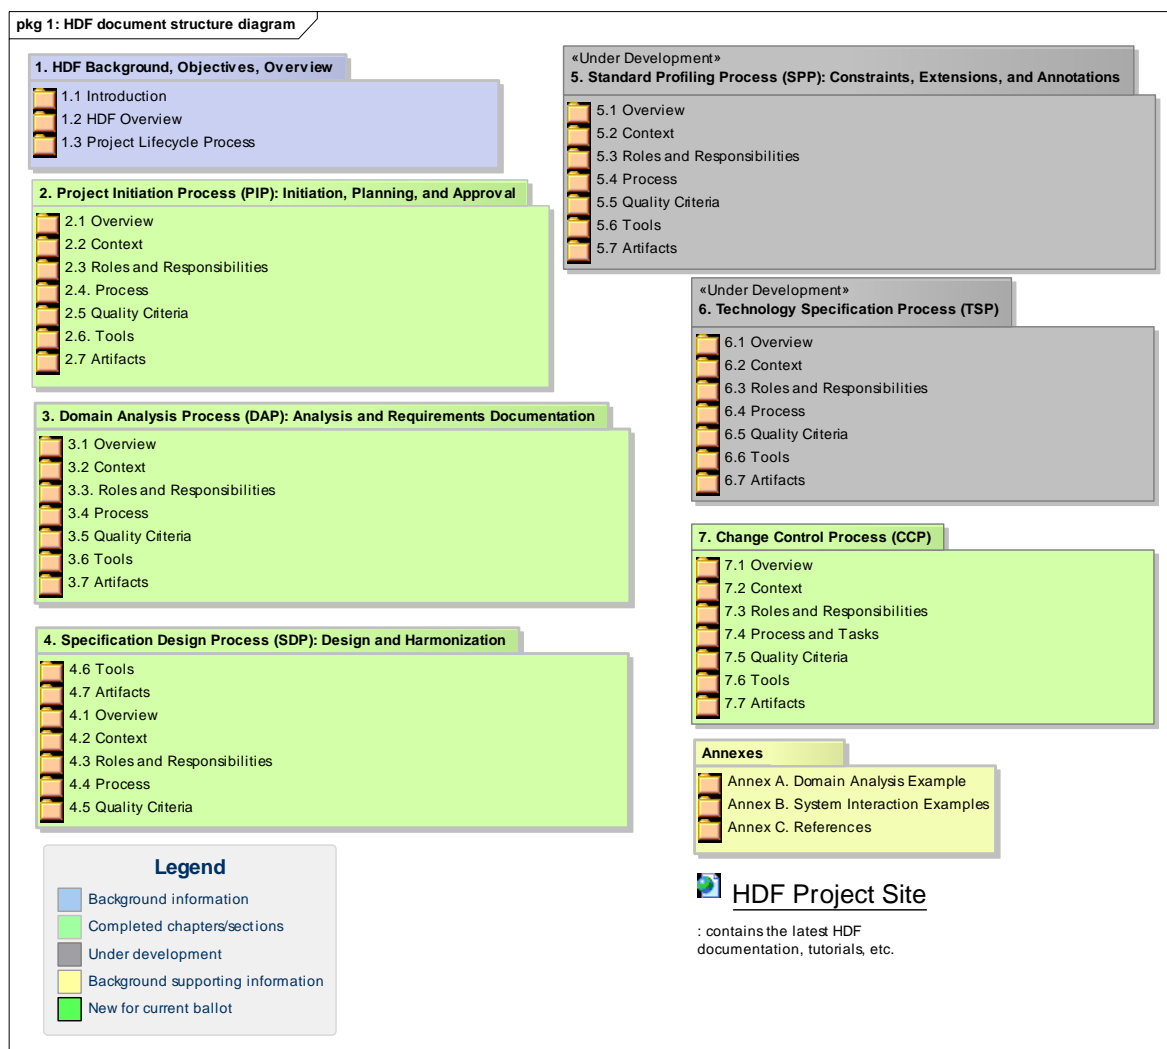 pkg 1: HDF document structure diagram
1. HDF Background, Objectives, Overview
1.1 Introduction
1.2 HDF Overview
1.3 Project Lifecycle Process
2. Project Initiation Process (PIP): Initiation, Planning, and Approval
2.1 Overview
2.2 Context
2.3 Roles and Responsibilities
2.4. Process
2.5 Quality Criteria
2.6. Tools
2.7 Artifacts
3. Domain Analysis Process (DAP): Analysis and Requirements Documentation
3.1 Overview
3.2 Context
3.3. Roles and Responsibilities
3.4 Process
3.5 Quality Criteria
3.6 Tools
3.7 Artifacts
4. Specification Design Process (SDP): Design and Harmonization
4.6 Tools
4.7 Artifacts
4.1 Overview
4.2 Context
4.3 Roles and Responsibilities
4.4 Process
4.5 Quality Criteria
Legend
Background information
Completed chapters/sections
Under development
Background supporting information
New for current ballot
«Under Development»
5. Standard Profiling Process (SPP): Constraints, Extensions, and Annotations
5.1 Overview
5.2 Context
5.3 Roles and Responsibilities
5.4 Process
5.5 Quality Criteria
5.6 Tools
5.7 Artifacts
«Under Development»
6. Technology Specification Process (TSP)
6.1 Overview
6.2 Context
6.3 Roles and Responsibilities
6.4 Process
6.5 Quality Criteria
6.6 Tools
6.7 Artifacts
7. Change Control Process (CCP)
7.1 Overview
7.2 Context
7.3 Roles and Responsibilities
7.4 Process and Tasks
7.5 Quality Criteria
7.6 Tools
7.7 Artifacts
Annexes
Annex A. Domain Analysis Example
Annex B. System Interaction Examples
Annex C. References
HDF Project Site
: contains the latest HDF
documentation, tutorials, etc.